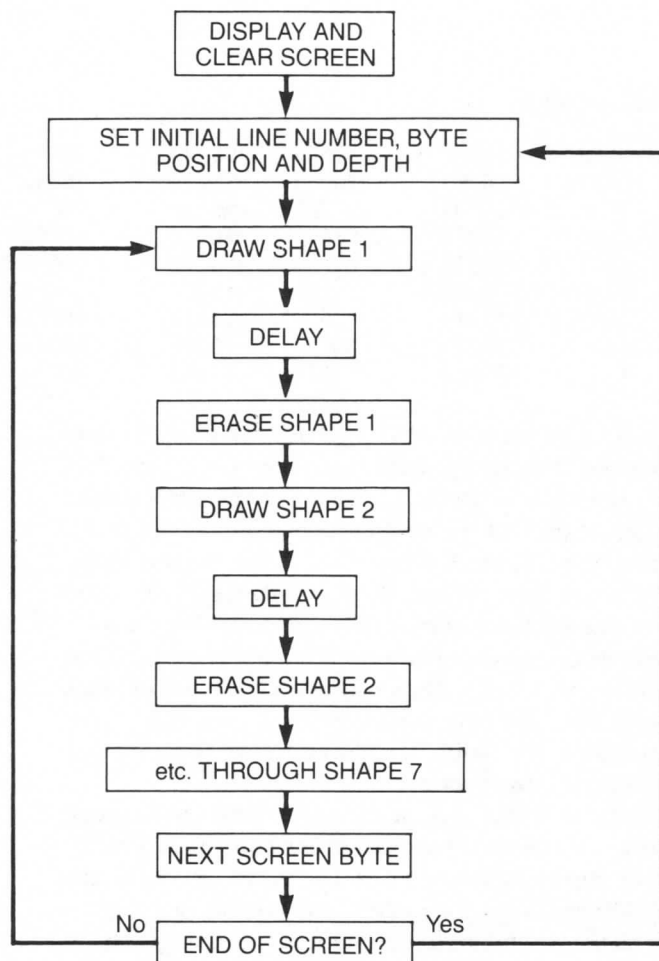 DISPLAY AND
CLEAR SCREEN
SET INITIAL LINE NUMBER, BYTE
POSITION AND DEPTH
DRAW SHAPE 1
DELAY
ERASE SHAPE 1
DRAW SHAPE 2
DELAY
ERASE SHAPE 2
etc. THROUGH SHAPE 7
NEXT SCREEN BYTE
No
END OF SCREEN?
Yes